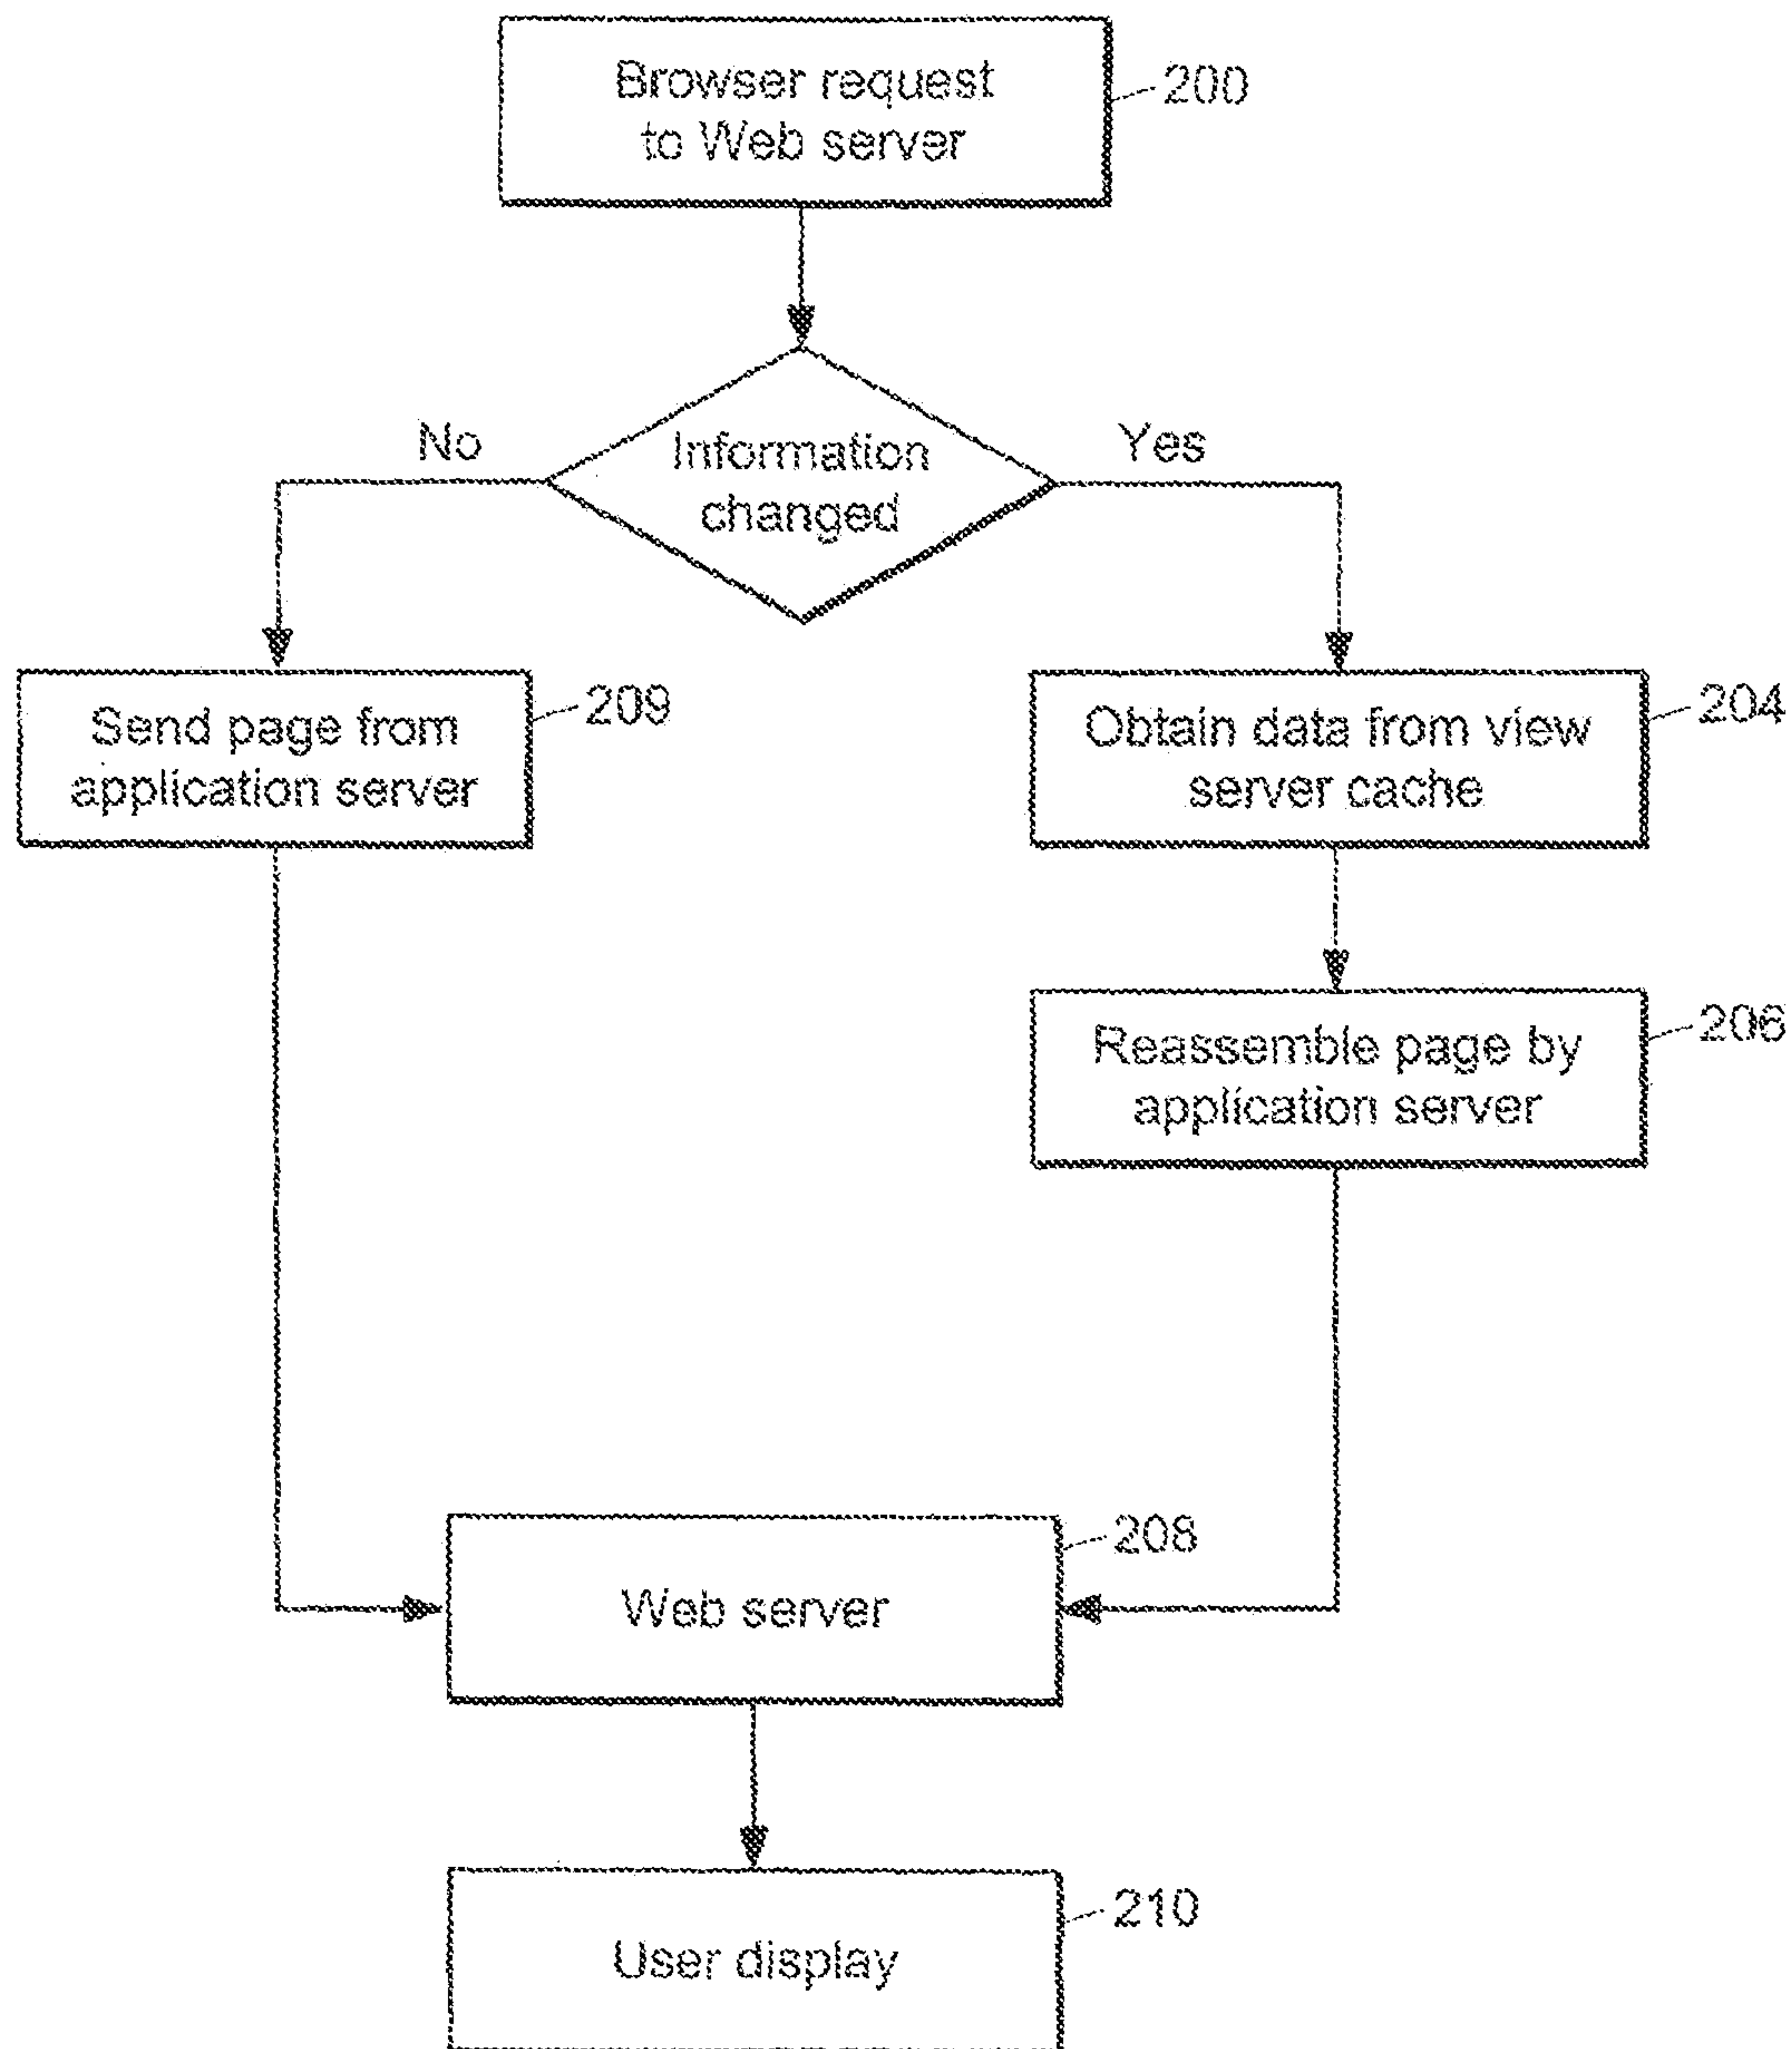 Browser request
to Web server
200
Information
changed
No
Yes
Send page from
application server
209
Obtain data from view
server cache
204
Reassemble page by
application server
206
Web server
208
User display
210